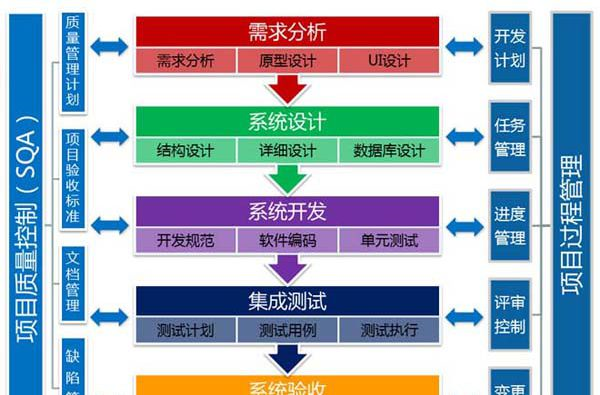 项目质量控制（SQA）
质量管理计划
项目验收标准
文档管理
缺陷
需求分析
需求分析 原型设计 UI设计
系统设计
结构设计 详细设计 数据库设计
系统开发
开发规范 软件编码 单元测试
集成测试
测试计划 测试用例 测试执行
系统验收
开发
计划
任务
管理
进度
管理
评审
控制
变更
项目过程管理